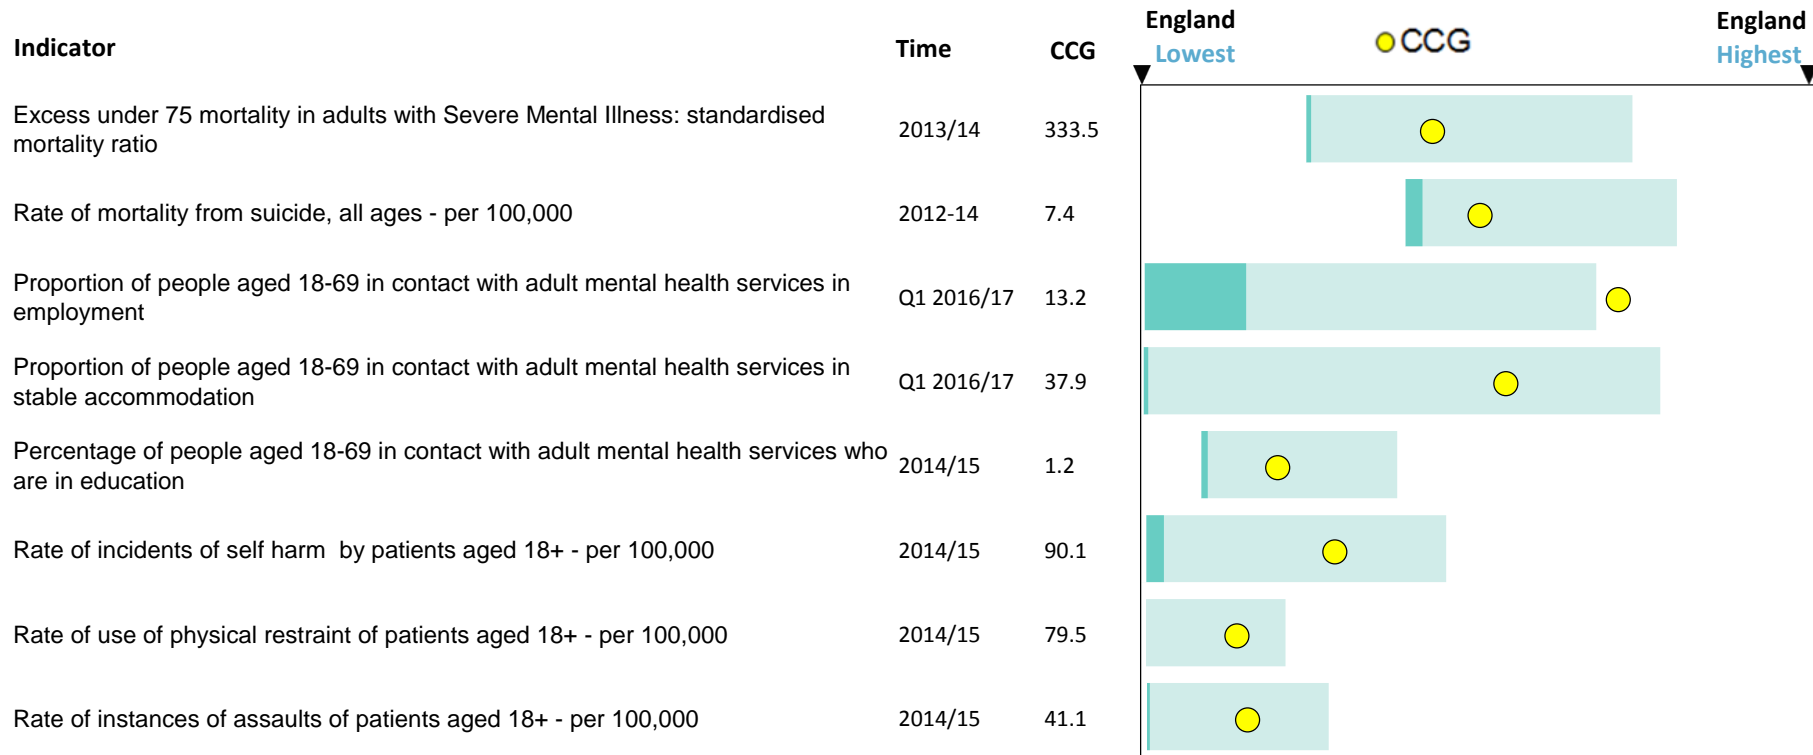 Indicator Time CCG England Lowest CCG England Highest
Excess under 75 mortality in adults with Severe Mental Illness: standardised
mortality ratio
2013/14 333.5
Rate of mortality from suicide, all ages - per 100,000 2012-14 7.4
Proportion of people aged 18-69 in contact with adult mental health services in
employment
Q1 2016/17 13.2
Proportion of people aged 18-69 in contact with adult mental health services in
stable accommodation
Q1 2016/17 37.9
Percentage of people aged 18-69 in contact with adult mental health services who
are in education
2014/15 1.2
Rate of incidents of self harm  by patients aged 18+ - per 100,000 2014/15 90.1
Rate of use of physical restraint of patients aged 18+ - per 100,000 2014/15 79.5
Rate of instances of assaults of patients aged 18+ - per 100,000 2014/15 41.1